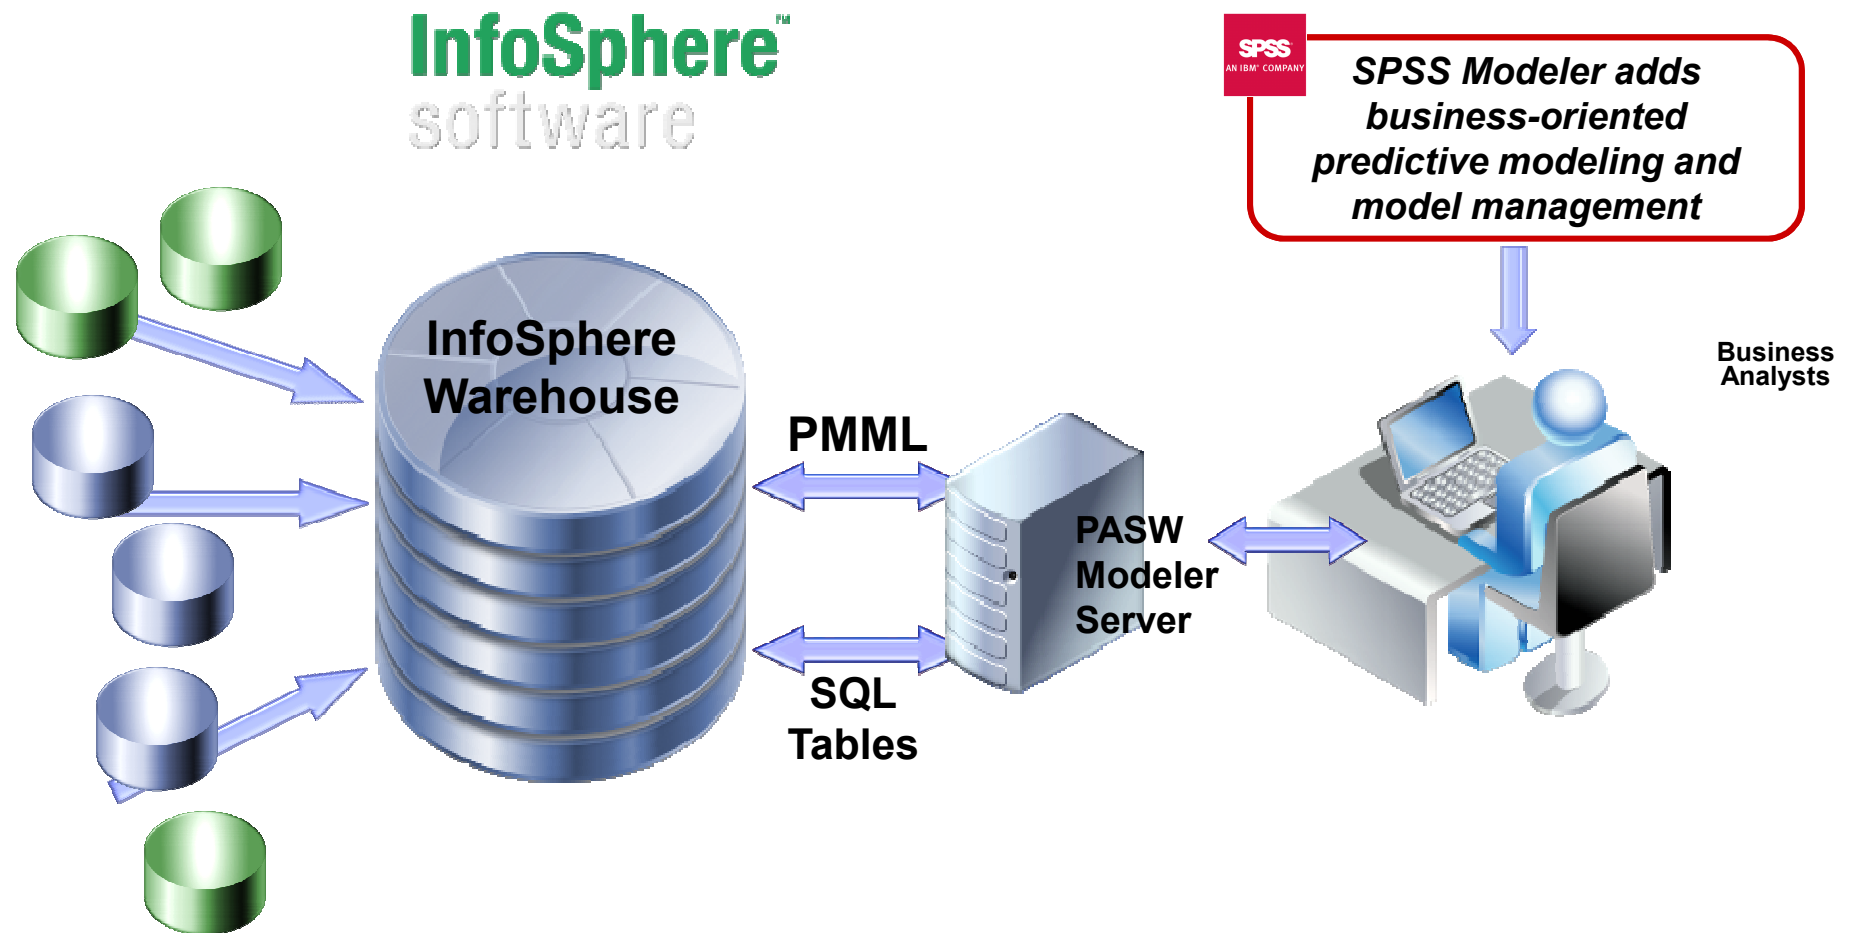 InfoSphere™
software
SPSS
AN IBM® COMPANY
SPSS Modeler adds
business-oriented
predictive modeling and
model management
InfoSphere
Warehouse
Business
Analysts
PMML
PASW
Modeler
Server
SQL
Tables